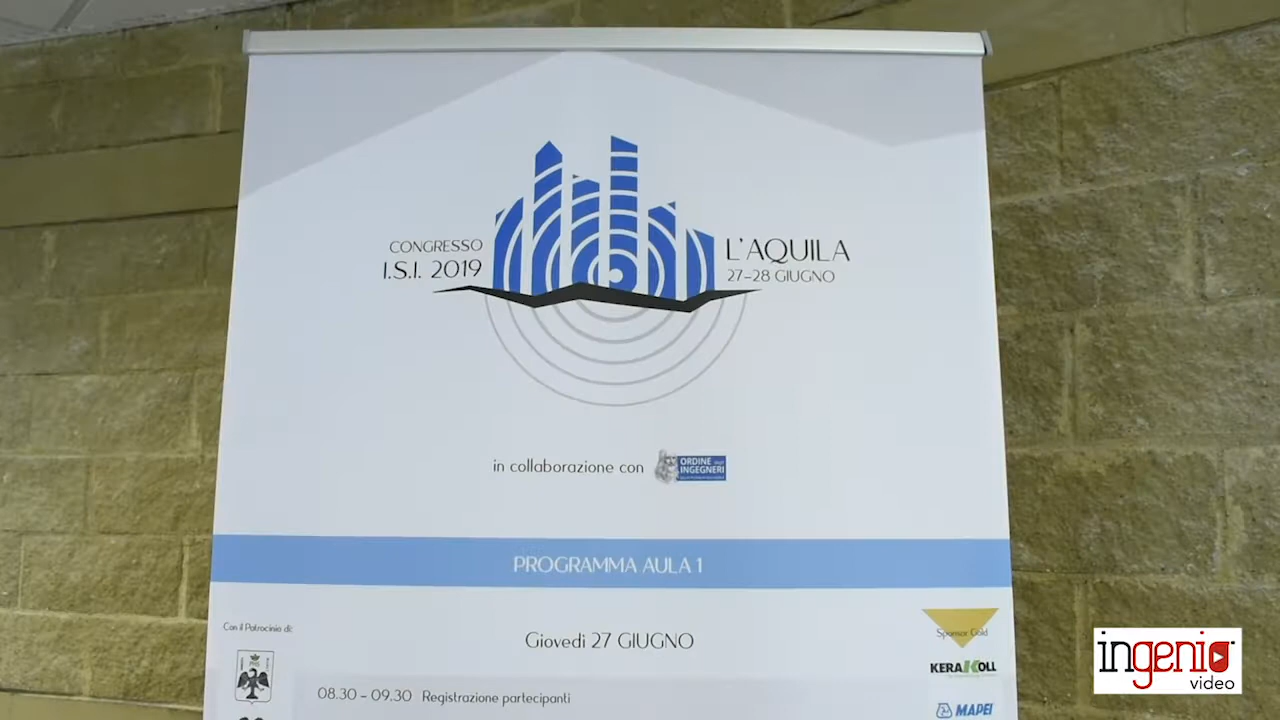 CONGRESSO
I.S.I. 2019
L'AQUILA
27-28 GIUGNO
in collaborazione con
ORDINE
INGEGNERI
PROGRAMMA AULA 1
Con il Patrocinio di:
Giovedì 27 GIUGNO
Sponsor Gold
KERAKOLL
08.30 - 09.30 Registrazione partecipanti
MAPEI
ingenio
video